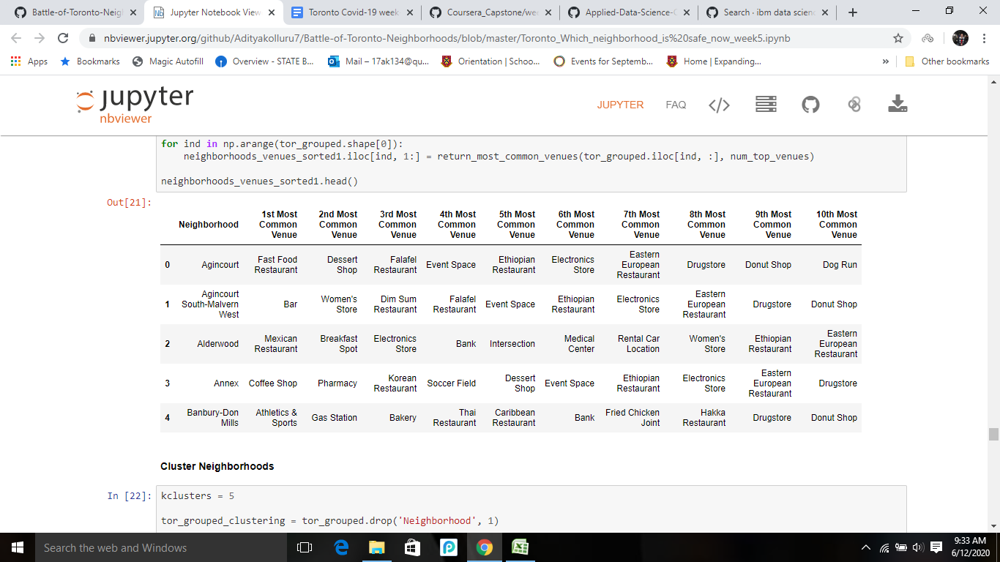 Battle-of-Toronto-Neigh
Jupyter Notebook View
Toronto Covid-19 week
Coursera_Capstone/wee
Applied-Data-Science-C
Search · ibm data scien
nbviewer.jupyter.org/github/Adityakolluru7/Battle-of-Toronto-Neighborhoods/blob/master/Toronto_Which_neighborhood_is%20safe_now_week5.ipynb
Apps Bookmarks Magic Autofill Overview - STATE B... Mail – 17ak134@qu... Orientation | Schoo... Events for Septemb... Home | Expanding... » Other bookmarks
jupyter
nbviewer
JUPYTER FAQ </>
for ind in np.arange(tor_grouped.shape[0]):
    neighborhoods_venues_sorted1.iloc[ind, 1:] = return_most_common_venues(tor_grouped.iloc[ind, :], num_top_venues)
neighborhoods_venues_sorted1.head()
Out[21]:
Neighborhood 1st Most Common Venue 2nd Most Common Venue 3rd Most Common Venue 4th Most Common Venue 5th Most Common Venue 6th Most Common Venue 7th Most Common Venue 8th Most Common Venue 9th Most Common Venue 10th Most Common Venue
0 Agincourt Fast Food Restaurant Dessert Shop Falafel Restaurant Event Space Ethiopian Restaurant Electronics Store Eastern European Restaurant Drugstore Donut Shop Dog Run
1 Agincourt South-Malvern West Bar Women's Store Dim Sum Restaurant Falafel Restaurant Event Space Ethiopian Restaurant Electronics Store Eastern European Restaurant Drugstore Donut Shop
2 Alderwood Mexican Restaurant Breakfast Spot Electronics Store Bank Intersection Medical Center Rental Car Location Women's Store Ethiopian Restaurant Eastern European Restaurant
3 Annex Coffee Shop Pharmacy Korean Restaurant Soccer Field Dessert Shop Event Space Ethiopian Restaurant Electronics Store Eastern European Restaurant Drugstore
4 Banbury-Don Mills Athletics & Sports Gas Station Bakery Thai Restaurant Caribbean Restaurant Bank Fried Chicken Joint Hakka Restaurant Drugstore Donut Shop
Cluster Neighborhoods
In [22]:
kclusters = 5
tor_grouped_clustering = tor_grouped.drop('Neighborhood', 1)
Search the web and Windows
9:33 AM
6/12/2020